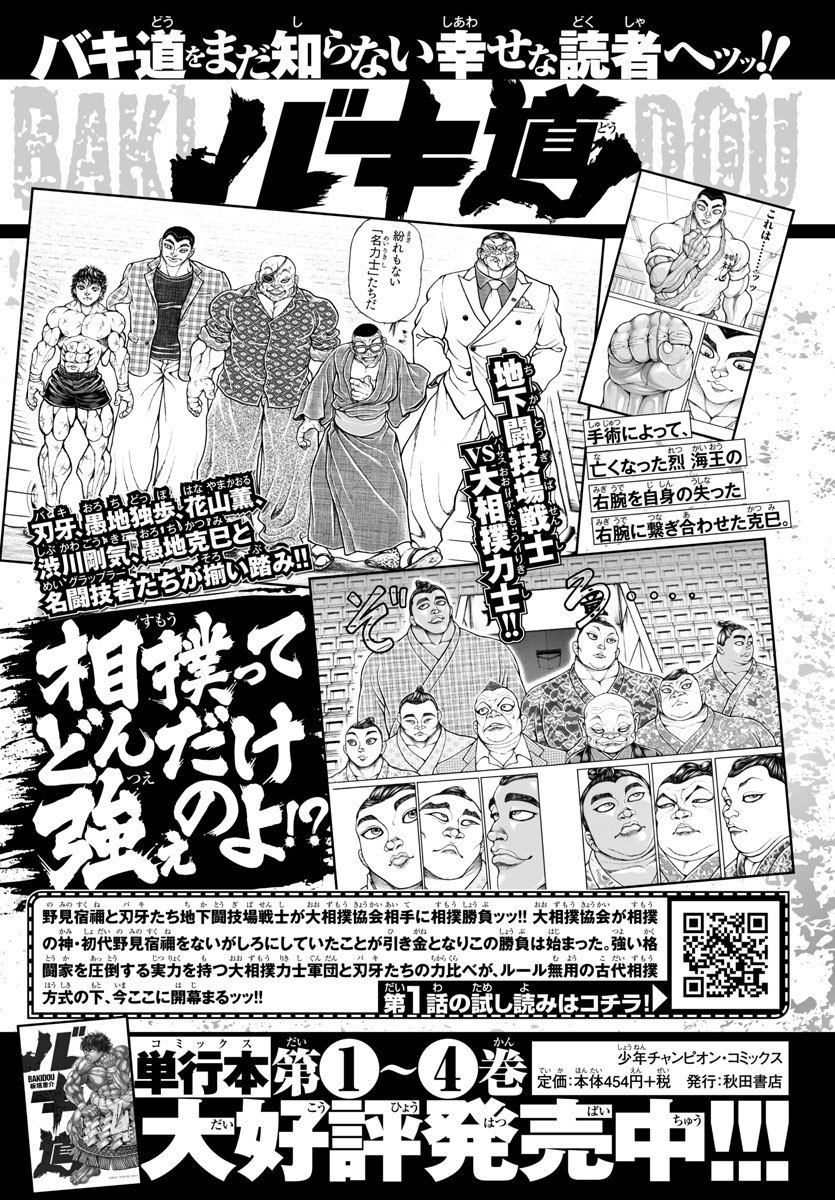 バキ道をまだ知らない幸せな読者へッッ!!
BAKI
DOU
バキ道
紛れもない
「名力士」たちだ
これは‥‥‥‥ッッ
神心
地下闘技場戦士
VS大相撲力士!!
手術によって、
亡くなった烈 海王の
右腕を自身の失った
右腕に繋ぎ合わせた克巳。
刃牙、愚地独歩、花山薫、
渋川剛気、愚地克巳と
名闘技者たちが揃い踏み!!
ぞ
相撲って
どんだけ
強ぇのよ!?
野見宿禰と刃牙たち地下闘技場戦士が大相撲協会相手に相撲勝負ッッ!! 大相撲協会が相撲
の神・初代野見宿禰をないがしろにしていたことが引き金となりこの勝負は始まった。強い格
闘家を圧倒する実力を持つ大相撲力士軍団と刃牙たちの力比べが、ルール無用の古代相撲
方式の下、今ここに開幕まるッッ!!
第1話の試し読みはコチラ!
バキ道
BAKIDOU
板垣恵介
単行本 第①〜④巻
少年チャンピオン・コミックス
定価:本体454円+税 発行:秋田書店
大好評発売中!!!